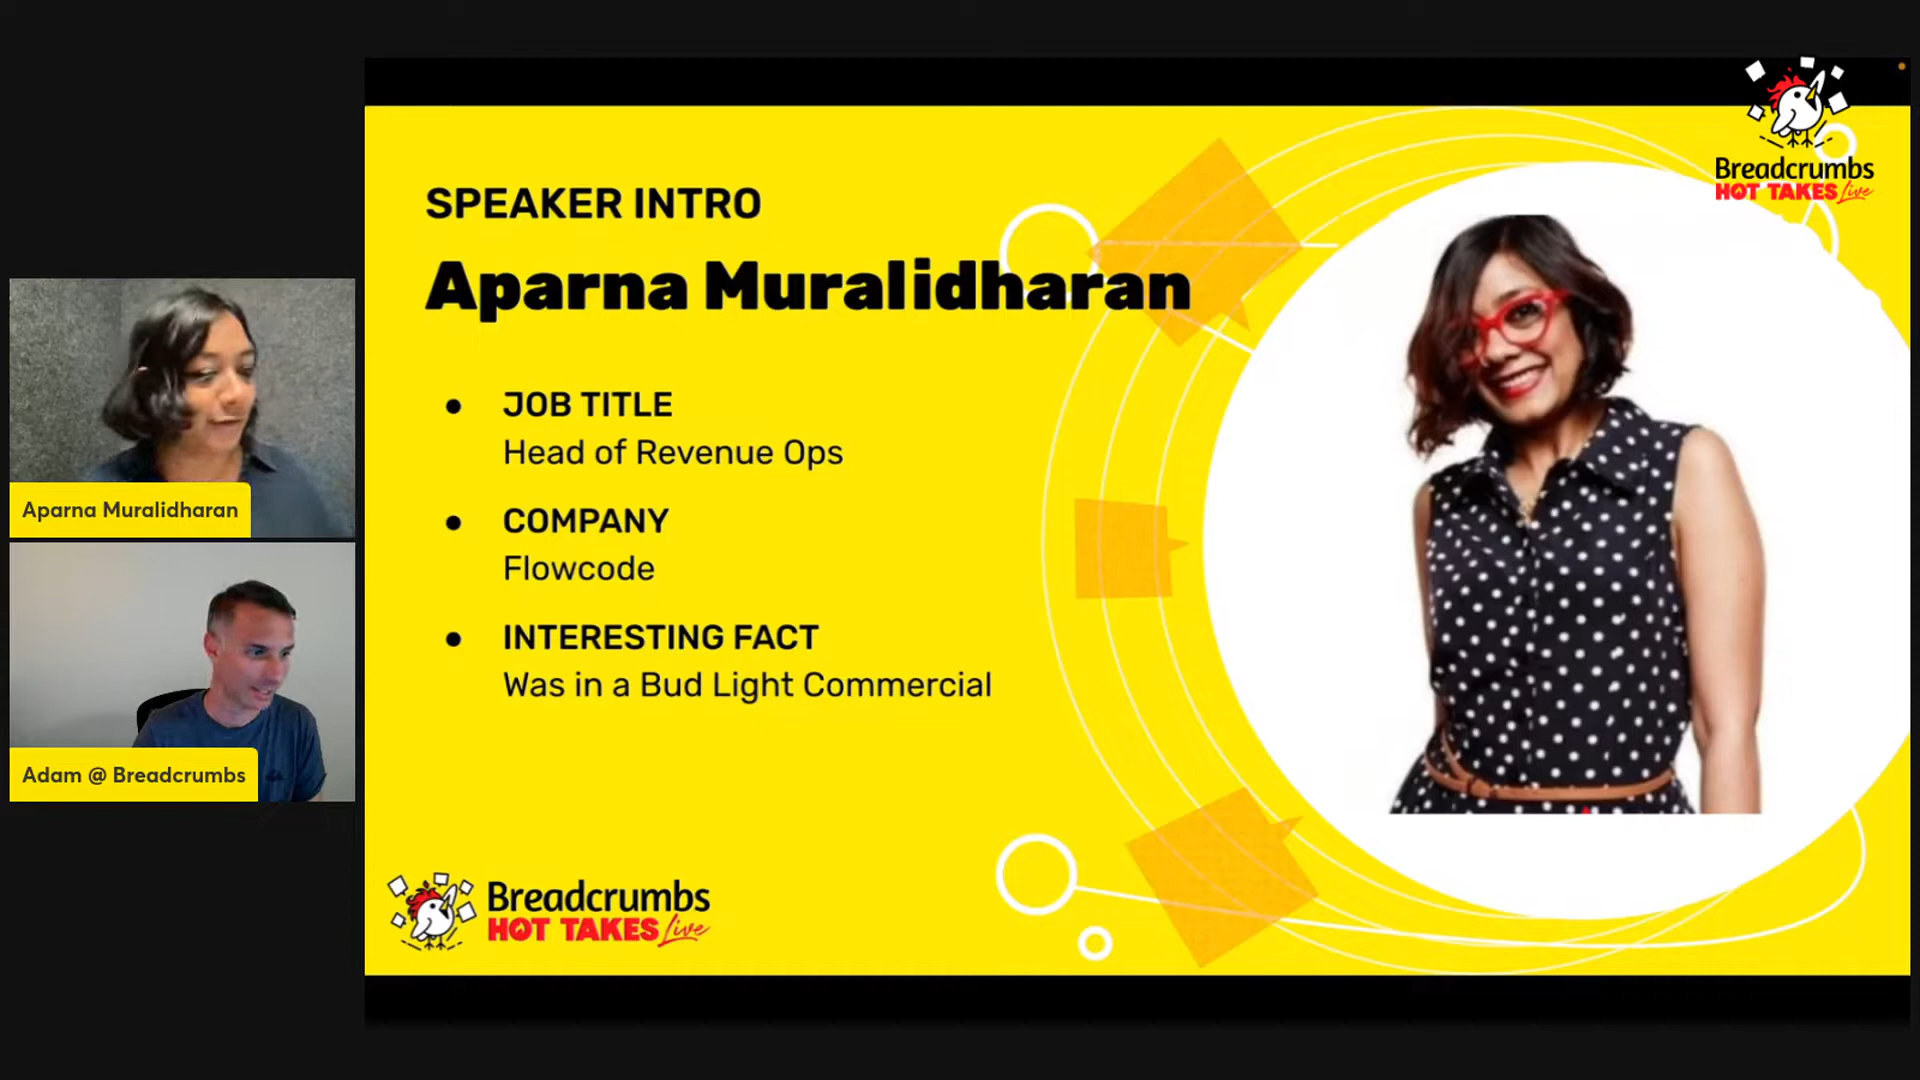 Breadcrumbs
HOT TAKES Live
SPEAKER INTRO
Aparna Muralidharan
JOB TITLE
Head of Revenue Ops
COMPANY
Flowcode
INTERESTING FACT
Was in a Bud Light Commercial
Aparna Muralidharan
Adam @ Breadcrumbs
Breadcrumbs
HOT TAKES Live